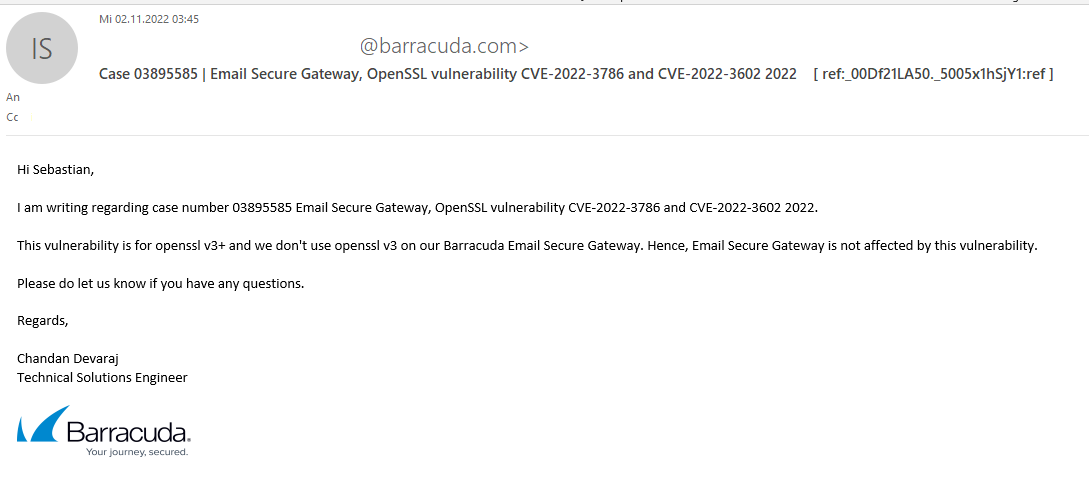 Mi 02.11.2022 03:45
IS
@barracuda.com>
Case 03895585 | Email Secure Gateway, OpenSSL vulnerability CVE-2022-3786 and CVE-2022-3602 2022 [ ref:_00Df21LA50._5005x1hSjY1:ref ]
An
Cc
Hi Sebastian,
I am writing regarding case number 03895585 Email Secure Gateway, OpenSSL vulnerability CVE-2022-3786 and CVE-2022-3602 2022.
This vulnerability is for openssl v3+ and we don't use openssl v3 on our Barracuda Email Secure Gateway. Hence, Email Secure Gateway is not affected by this vulnerability.
Please do let us know if you have any questions.
Regards,
Chandan Devaraj
Technical Solutions Engineer
Barracuda.
Your journey, secured.